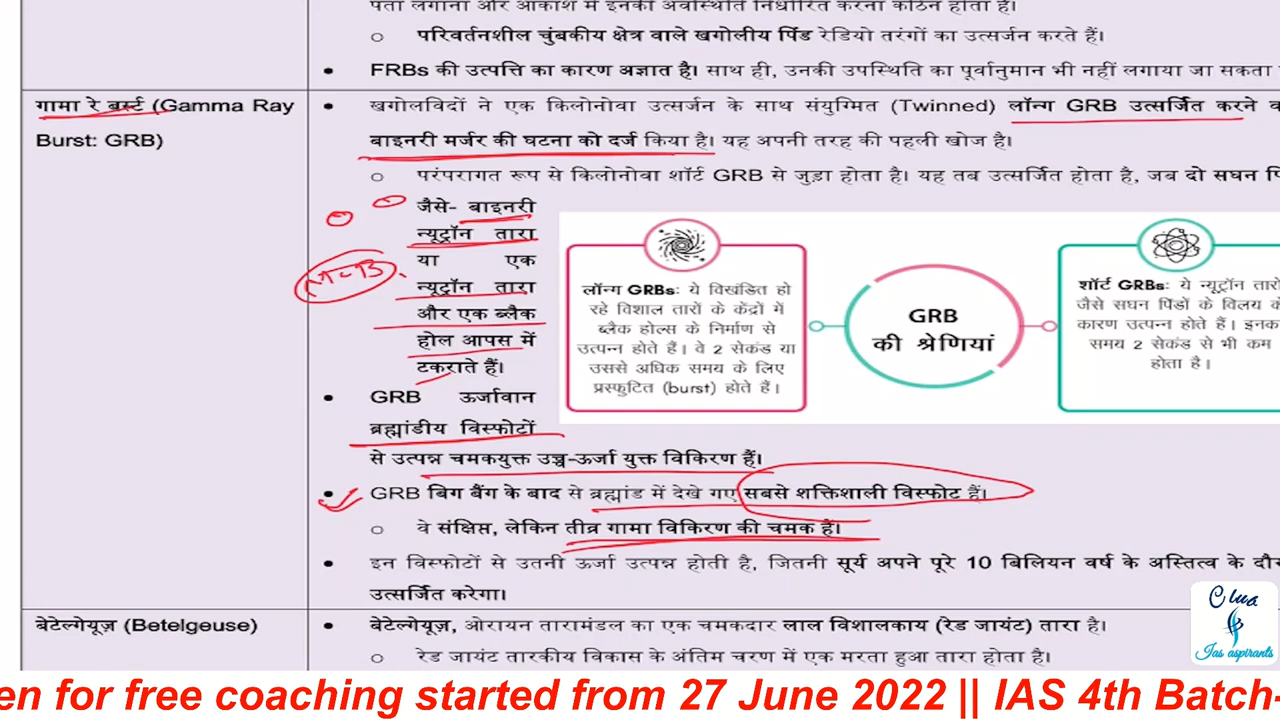 पता लगाना और आकाश में इनकी अवस्थिति निर्धारित करना कठिन होता है।
○ परिवर्तनशील चुंबकीय क्षेत्र वाले खगोलीय पिंड रेडियो तरंगों का उत्सर्जन करते हैं।
• FRBs की उत्पत्ति का कारण अज्ञात है। साथ ही, उनकी उपस्थिति का पूर्वानुमान भी नहीं लगाया जा सकता
गामा रे बर्स्ट (Gamma Ray
Burst: GRB)
• खगोलविदों ने एक किलोनोवा उत्सर्जन के साथ संयुग्मित (Twinned) लॉन्ग GRB उत्सर्जित करने
बाइनरी मर्जर की घटना को दर्ज किया है। यह अपनी तरह की पहली खोज है।
○ परंपरागत रूप से किलोनोवा शॉर्ट GRB से जुड़ा होता है। यह तब उत्सर्जित होता है, जब दो सघन
जैसे- बाइनरी
न्यूट्रॉन तारा
या एक
न्यूट्रॉन तारा
और एक ब्लैक
होल आपस में
टकराते हैं।
लॉन्ग GRBs: ये विखंडित हो
रहे विशाल तारों के केंद्रों में
ब्लैक होल्स के निर्माण से
उत्पन्न होते हैं। वे 2 सेकंड या
उससे अधिक समय के लिए
प्रस्फुटित (burst) होते हैं।
GRB
की श्रेणियां
शॉर्ट GRBs: ये न्यूट्रॉन तारों
जैसे सघन पिंडों के विलय के
कारण उत्पन्न होते हैं। इनका
समय 2 सेकंड से भी कम
होता है।
• GRB ऊर्जावान
ब्रह्मांडीय विस्फोटों
से उत्पन्न चमकयुक्त उच्च-ऊर्जा युक्त विकिरण हैं।
• GRB बिग बैंग के बाद से ब्रह्मांड में देखे गए सबसे शक्तिशाली विस्फोट हैं।
○ वे संक्षिप्त, लेकिन तीव्र गामा विकिरण की चमक हैं।
• इन विस्फोटों से उतनी ऊर्जा उत्पन्न होती है, जितनी सूर्य अपने पूरे 10 बिलियन वर्ष के अस्तित्व के
उत्सर्जित करेगा।
बेटेल्गेयूज़ (Betelgeuse)
• बेटेल्गेयूज़, ओरायन तारामंडल का एक चमकदार लाल विशालकाय (रेड जायंट) तारा है।
○ रेड जायंट तारकीय विकास के अंतिम चरण में एक मरता हुआ तारा होता है।
Clue
Ias aspirants
en for free coaching started from 27 June 2022 || IAS 4th Batch-